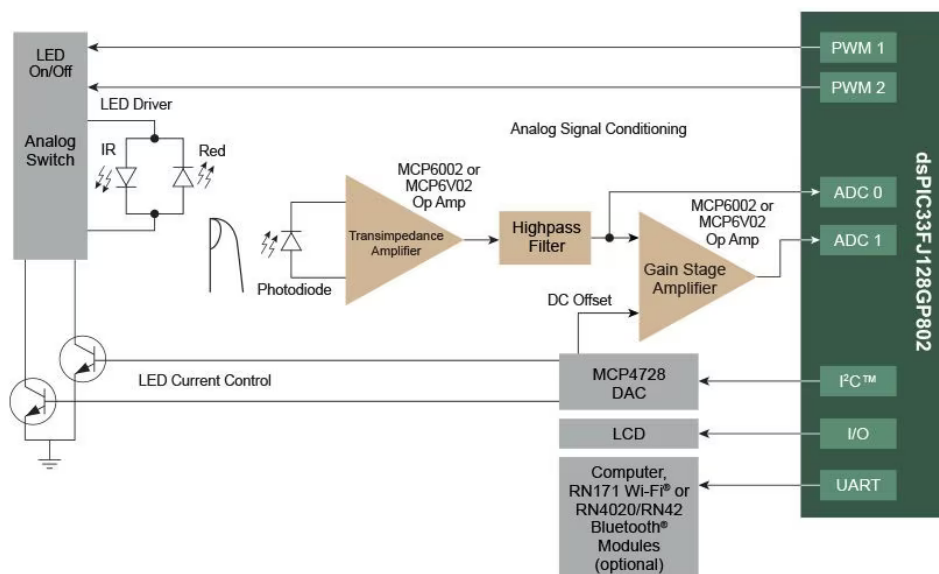 LED
On/Off
Analog
Switch
LED Driver
IR
Red
Photodiode
MCP6002 or
MCP6V02
Op Amp
Transimpedance
Amplifier
Analog Signal Conditioning
Highpass
Filter
MCP6002 or
MCP6V02
Op Amp
Gain Stage
Amplifier
DC Offset
LED Current Control
MCP4728
DAC
LCD
Computer,
RN171 Wi-Fi® or
RN4020/RN42
Bluetooth®
Modules
(optional)
PWM 1
PWM 2
ADC 0
ADC 1
I²C™
I/O
UART
dsPIC33FJ128GP802